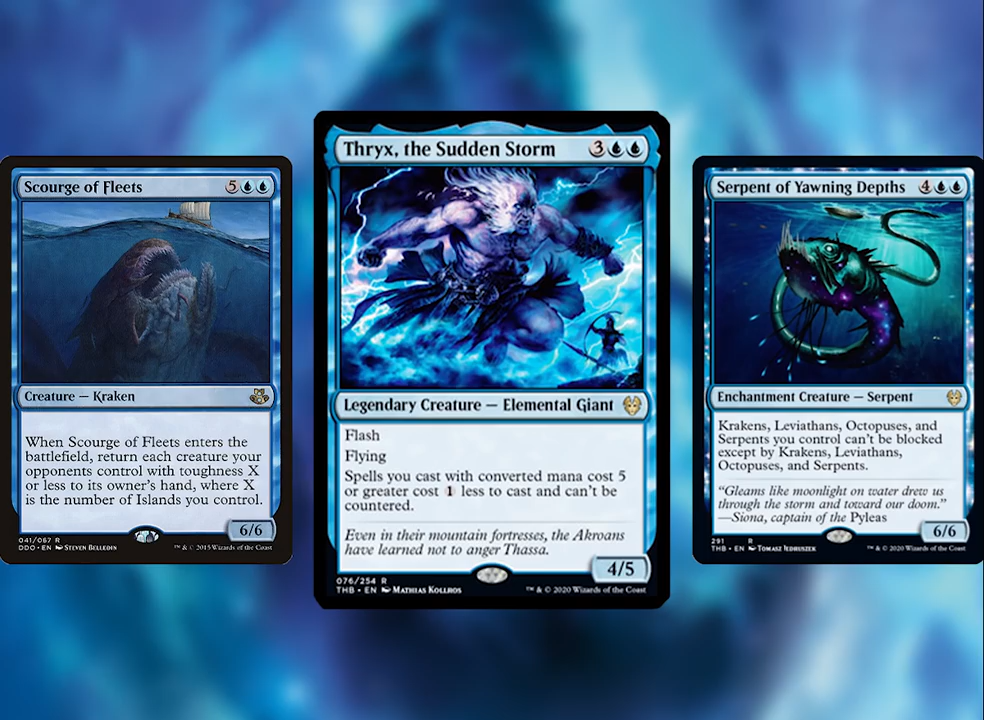 Scourge of Fleets 5
Creature — Kraken
When Scourge of Fleets enters the
battlefield, return each creature your
opponents control with toughness X
or less to its owner's hand, where X
is the number of Islands you control.
6/6
041/067 R
DDO • EN Steven Belledin
™ & © 2015 Wizards of the Coast
Thryx, the Sudden Storm 3
Legendary Creature — Elemental Giant
Flash
Flying
Spells you cast with converted mana cost 5
or greater cost 1 less to cast and can't be
countered.
Even in their mountain fortresses, the Akroans
have learned not to anger Thassa.
4/5
076/254 R
THB • EN Mathias Kollros
™ & © 2020 Wizards of the Coast
Serpent of Yawning Depths 4
Enchantment Creature — Serpent
Krakens, Leviathans, Octopuses, and
Serpents you control can't be blocked
except by Krakens, Leviathans,
Octopuses, and Serpents.
"Gleams like moonlight on water drew us
through the storm and toward our doom."
—Siona, captain of the Pyleas
6/6
291 R
THB • EN Tomasz Jedruszek
™ & © 2020 Wizards of the Coast